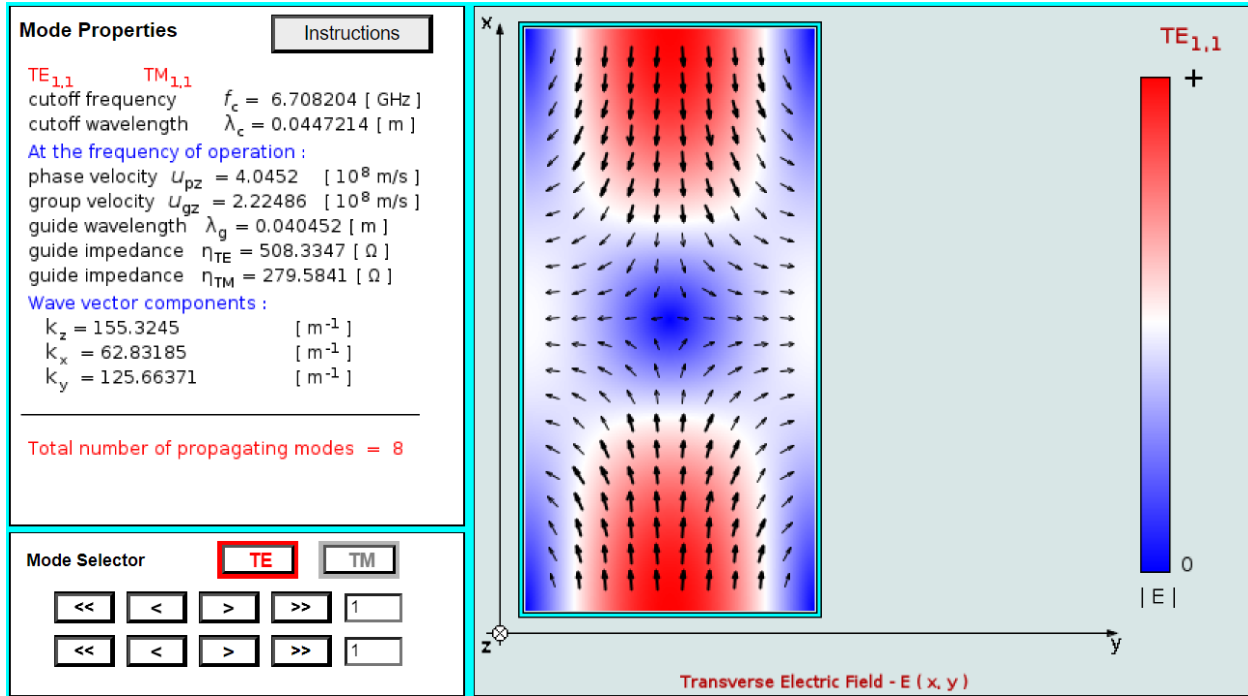 Mode Properties
Instructions
TE1,1 TM1,1
cutoff frequency fc = 6.708204 [ GHz ]
cutoff wavelength λc = 0.0447214 [ m ]
At the frequency of operation :
phase velocity upz = 4.0452 [ 10^8 m/s ]
group velocity ugz = 2.22486 [ 10^8 m/s ]
guide wavelength λg = 0.040452 [ m ]
guide impedance ηTE = 508.3347 [ Ω ]
guide impedance ηTM = 279.5841 [ Ω ]
Wave vector components :
kz = 155.3245 [ m^-1 ]
kx = 62.83185 [ m^-1 ]
ky = 125.66371 [ m^-1 ]
Total number of propagating modes = 8
Mode Selector TE TM
<< < > >> 1
<< < > >> 1
x
TE1,1
+
0
| E |
z
y
Transverse Electric Field - E ( x, y )